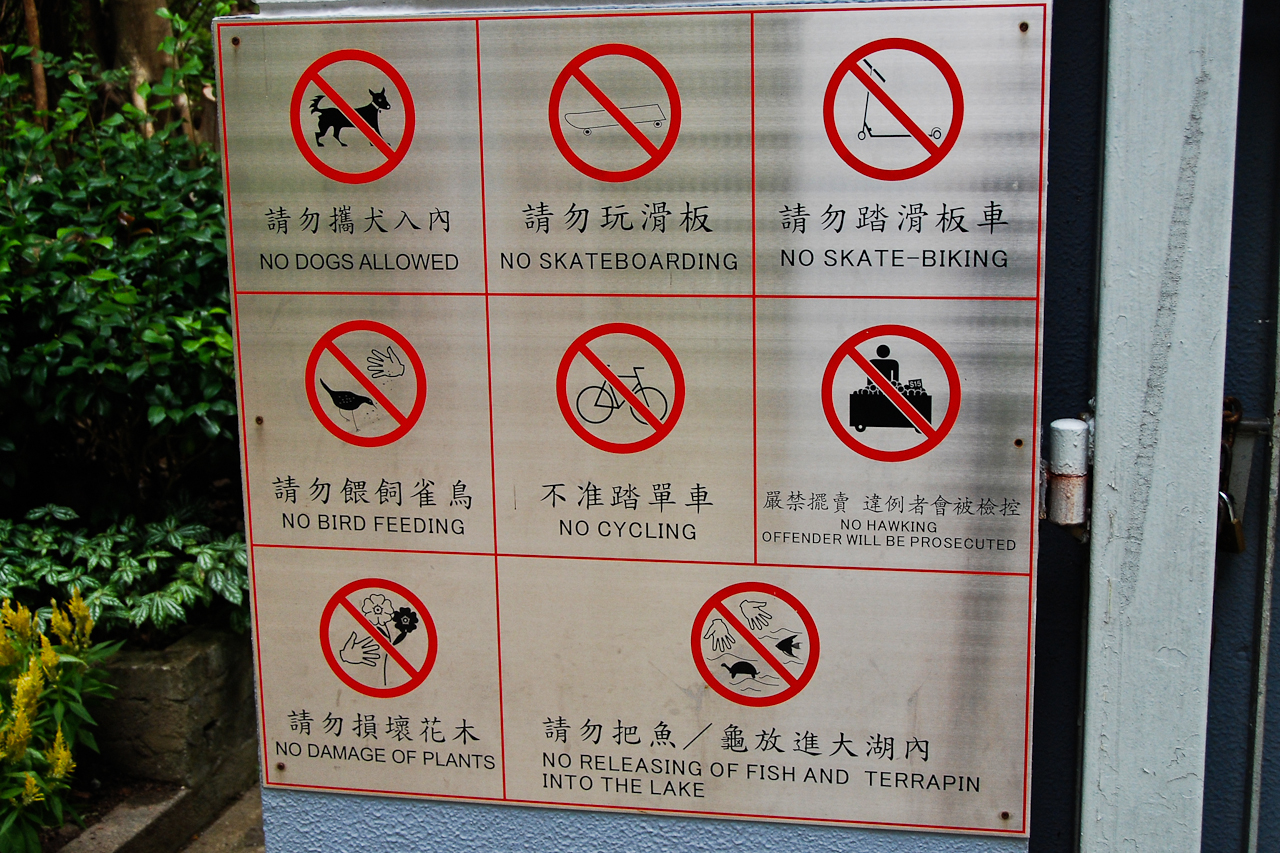 請勿攜犬入內
NO DOGS ALLOWED
請勿玩滑板
NO SKATEBOARDING
請勿踏滑板車
NO SKATE-BIKING
請勿餵飼雀鳥
NO BIRD FEEDING
不准踏單車
NO CYCLING
$15
嚴禁擺賣 違例者會被檢控
NO HAWKING
OFFENDER WILL BE PROSECUTED
請勿損壞花木
NO DAMAGE OF PLANTS
請勿把魚／龜放進大湖內
NO RELEASING OF FISH AND TERRAPIN
INTO THE LAKE